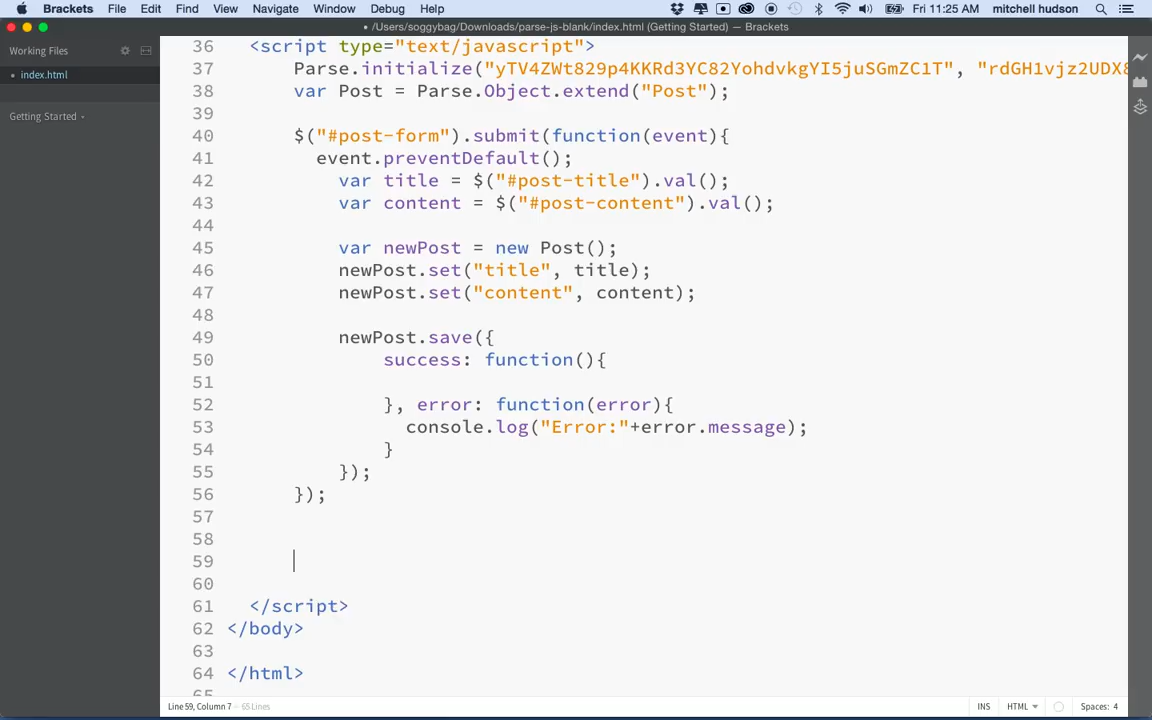 Brackets File Edit Find View Navigate Window Debug Help Fri 11:25 AM mitchell hudson
• /Users/soggybag/Downloads/parse-js-blank/index.html (Getting Started) — Brackets
Working Files
• index.html
Getting Started
36 <script type="text/javascript">
37 Parse.initialize("yTV4ZWt829p4KKRd3YC82YohdvkgYI5juSGmZC1T", "rdGH1vjz2UDX&
38 var Post = Parse.Object.extend("Post");
39
40 $("#post-form").submit(function(event){
41 event.preventDefault();
42 var title = $("#post-title").val();
43 var content = $("#post-content").val();
44
45 var newPost = new Post();
46 newPost.set("title", title);
47 newPost.set("content", content);
48
49 newPost.save({
50 success: function(){
51
52 }, error: function(error){
53 console.log("Error:"+error.message);
54 }
55 });
56 });
57
58
59
60
61 </script>
62 </body>
63
64 </html>
65
Line 59, Column 7 — 65 Lines INS HTML Spaces: 4